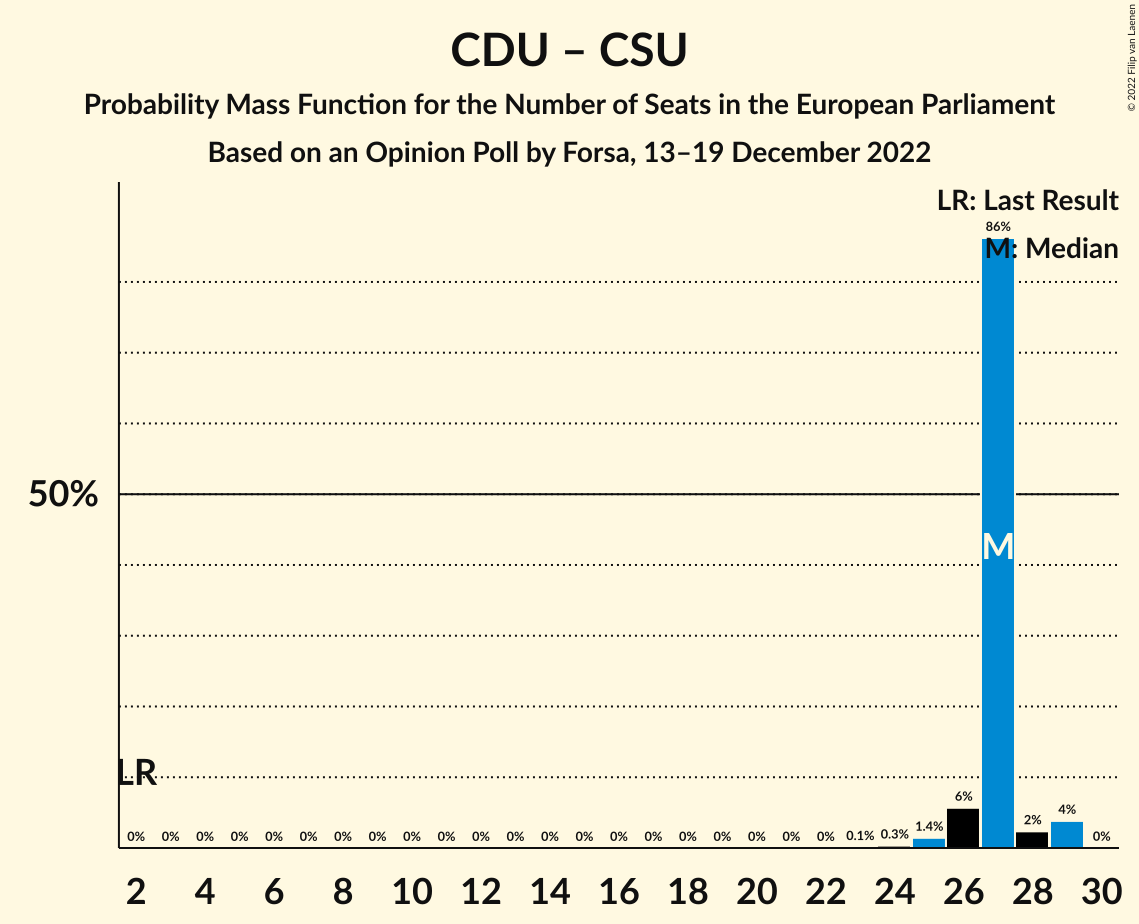 CDU – CSU
Probability Mass Function for the Number of Seats in the European Parliament
Based on an Opinion Poll by Forsa, 13–19 December 2022
© 2022 Filip van Laenen
LR: Last Result
86%
M: Median
50%
M
LR
0% 0% 0% 0% 0% 0% 0% 0% 0% 0% 0% 0% 0% 0% 0% 0% 0% 0% 0% 0% 0% 0.1% 0.3% 1.4% 6% 2% 4% 0%
2 4 6 8 10 12 14 16 18 20 22 24 26 28 30